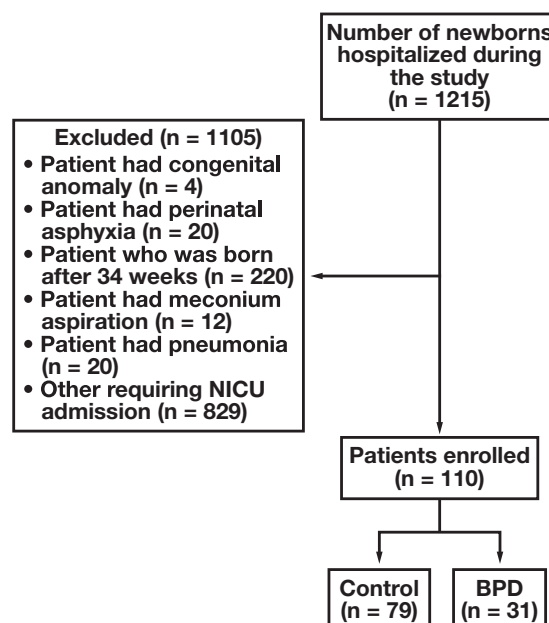 Number of newborns
hospitalized during
the study
(n = 1215)
Excluded (n = 1105)
• Patient had congenital
anomaly (n = 4)
• Patient had perinatal
asphyxia (n = 20)
• Patient who was born
after 34 weeks (n = 220)
• Patient had meconium
aspiration (n = 12)
• Patient had pneumonia
(n = 20)
• Other requiring NICU
admission (n = 829)
Patients enrolled
(n = 110)
Control
(n = 79)
BPD
(n = 31)